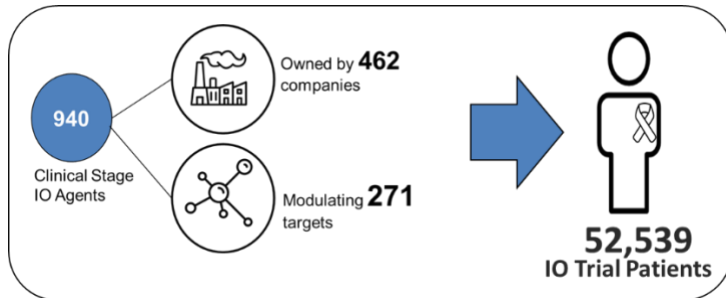 940
Clinical Stage
IO Agents
Owned by 462
companies
Modulating 271
targets
52,539
IO Trial Patients